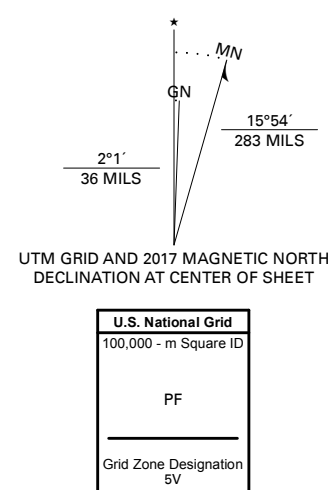 MN
GN
15°54´
283 MILS
2°1´
36 MILS
UTM GRID AND 2017 MAGNETIC NORTH
DECLINATION AT CENTER OF SHEET
U.S. National Grid
100,000 - m Square ID
PF
Grid Zone Designation
5V